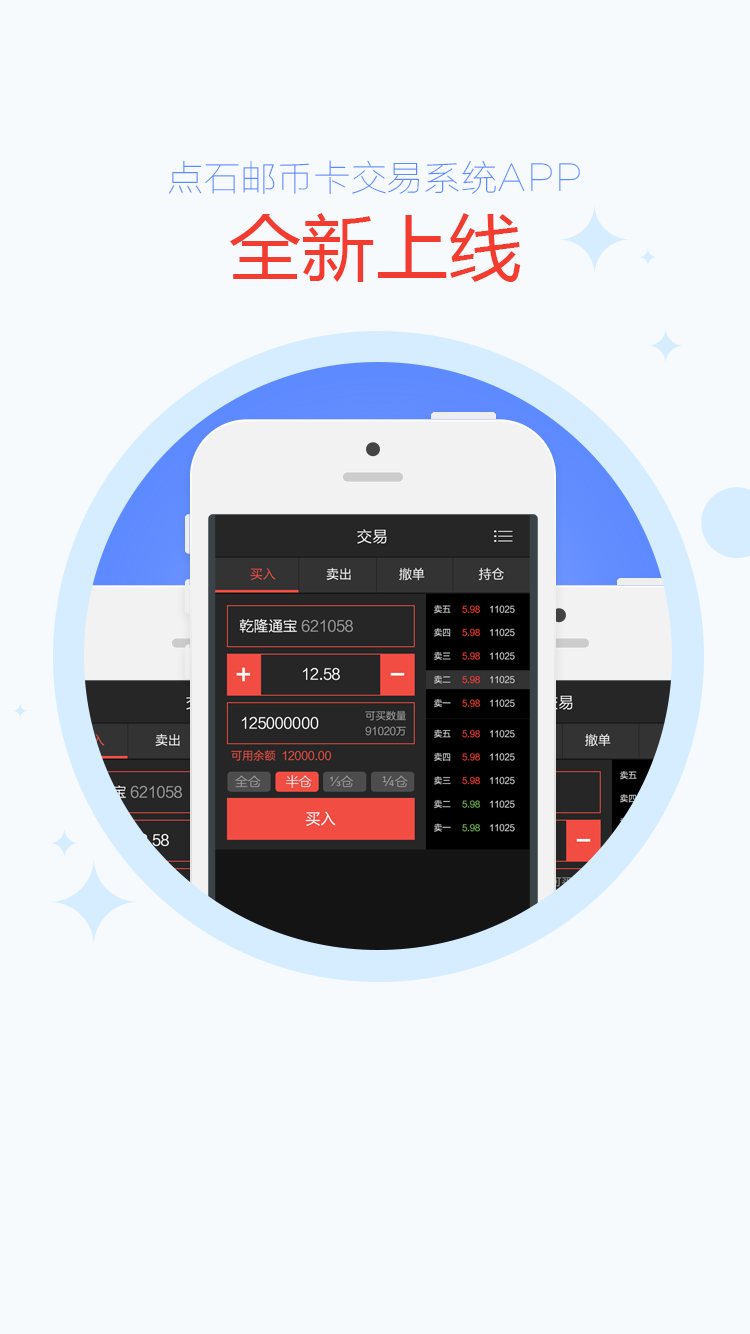 点石邮币卡交易系统APP
全新上线
交易
买入 卖出 撤单 持仓
乾隆通宝 621058
+ 12.58 −
125000000 可买数量
91020万
可用余额 12000.00
全仓 半仓 ⅓仓 ¼仓
买入
卖五 5.98 11025
卖四 5.98 11025
卖三 5.98 11025
卖二 5.98 11025
卖一 5.98 11025
卖五 5.98 11025
卖四 5.98 11025
卖三 5.98 11025
卖二 5.98 11025
卖一 5.98 11025
卖出
宝 621058
.58
易
撤单
卖五
卖四
−